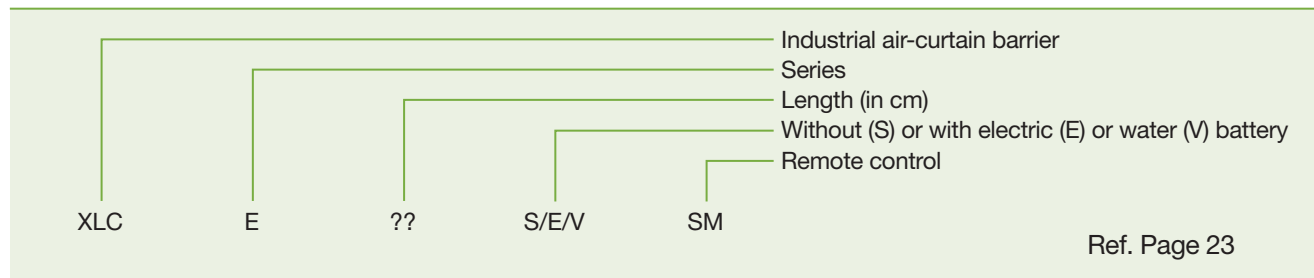 Industrial air-curtain barrier
Series
Length (in cm)
Without (S) or with electric (E) or water (V) battery
Remote control
XLC E ?? S/E/V SM
Ref. Page 23